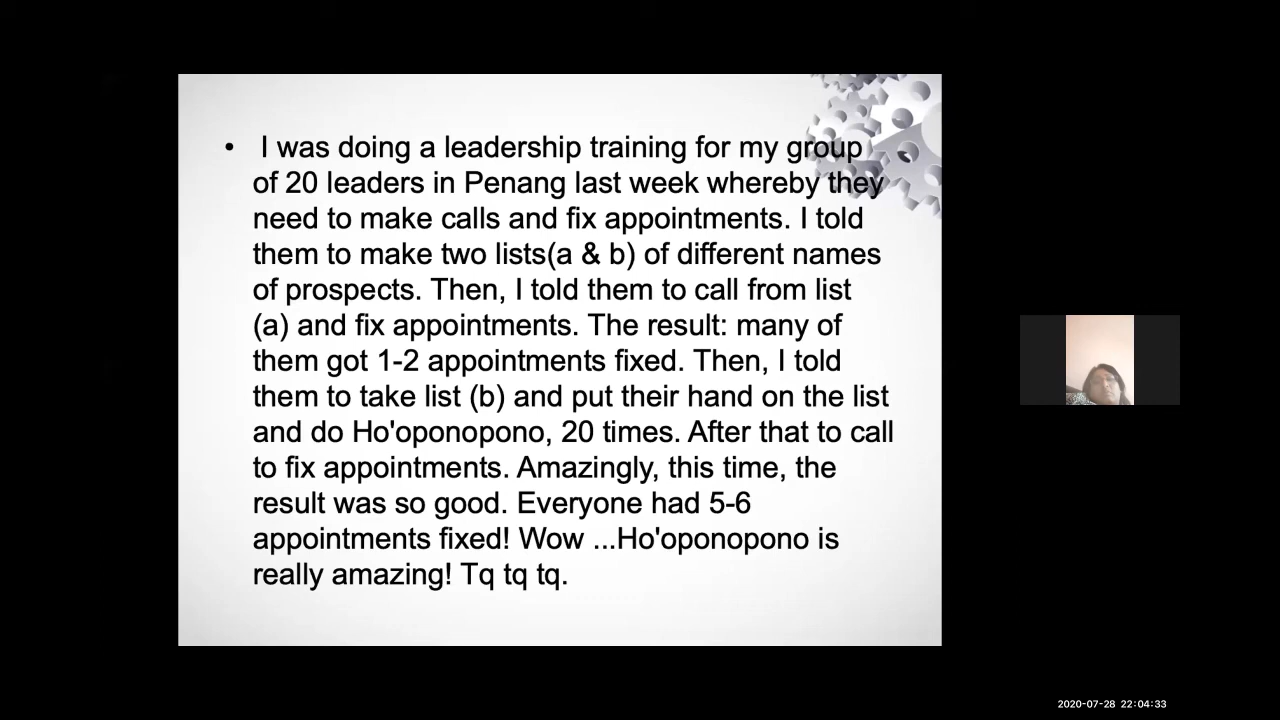 • I was doing a leadership training for my group
of 20 leaders in Penang last week whereby they
need to make calls and fix appointments. I told
them to make two lists(a & b) of different names
of prospects. Then, I told them to call from list
(a) and fix appointments. The result: many of
them got 1-2 appointments fixed. Then, I told
them to take list (b) and put their hand on the list
and do Ho'oponopono, 20 times. After that to call
to fix appointments. Amazingly, this time, the
result was so good. Everyone had 5-6
appointments fixed! Wow ...Ho'oponopono is
really amazing! Tq tq tq.
2020-07-28 22:04:33